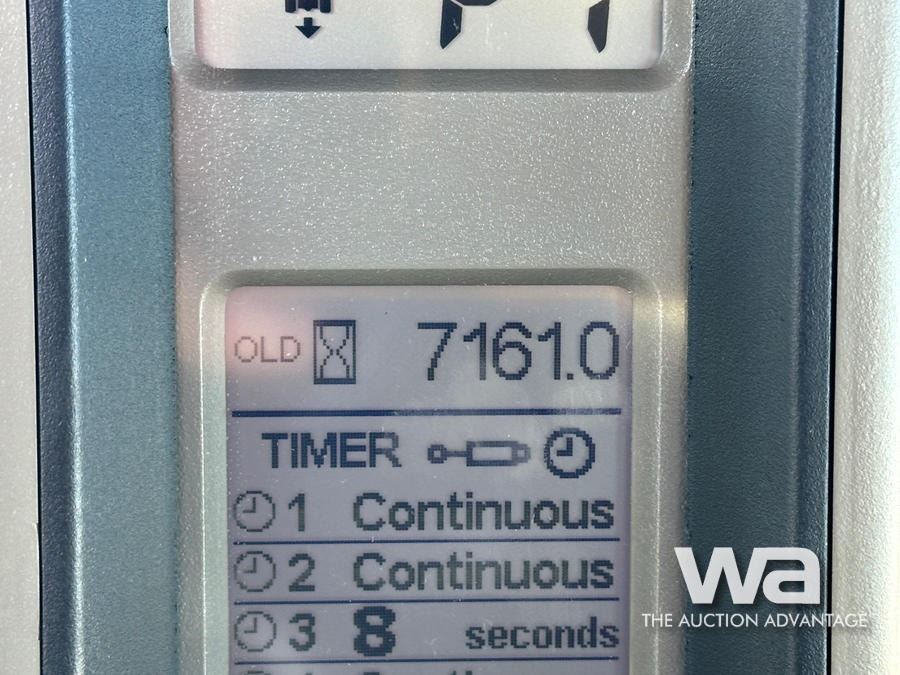 OLD 7161.0
TIMER
1 Continuous
2 Continuous
3 8 seconds
wa
THE AUCTION ADVANTAGE